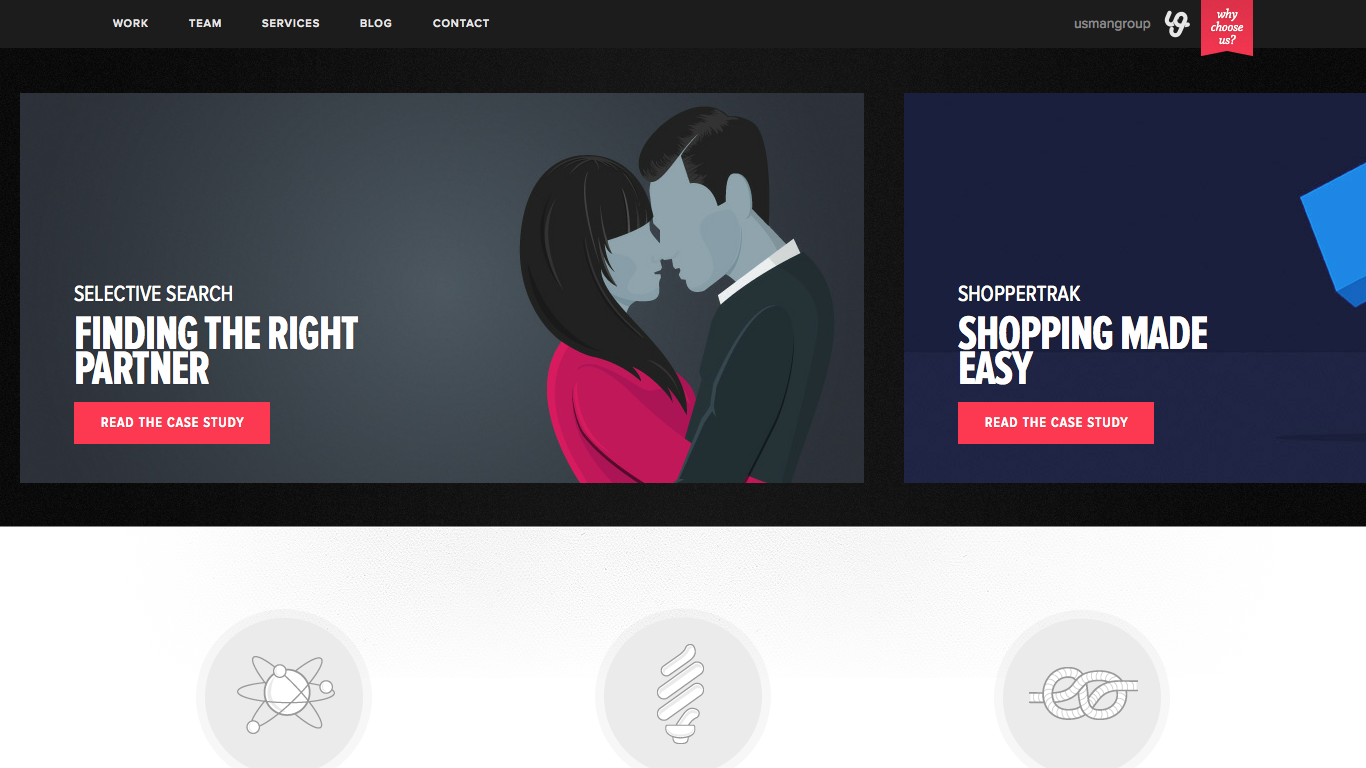 WORK TEAM SERVICES BLOG CONTACT
usmangroup
why
choose
us?
SELECTIVE SEARCH
FINDING THE RIGHT
PARTNER
READ THE CASE STUDY
SHOPPERTRAK
SHOPPING MADE
EASY
READ THE CASE STUDY